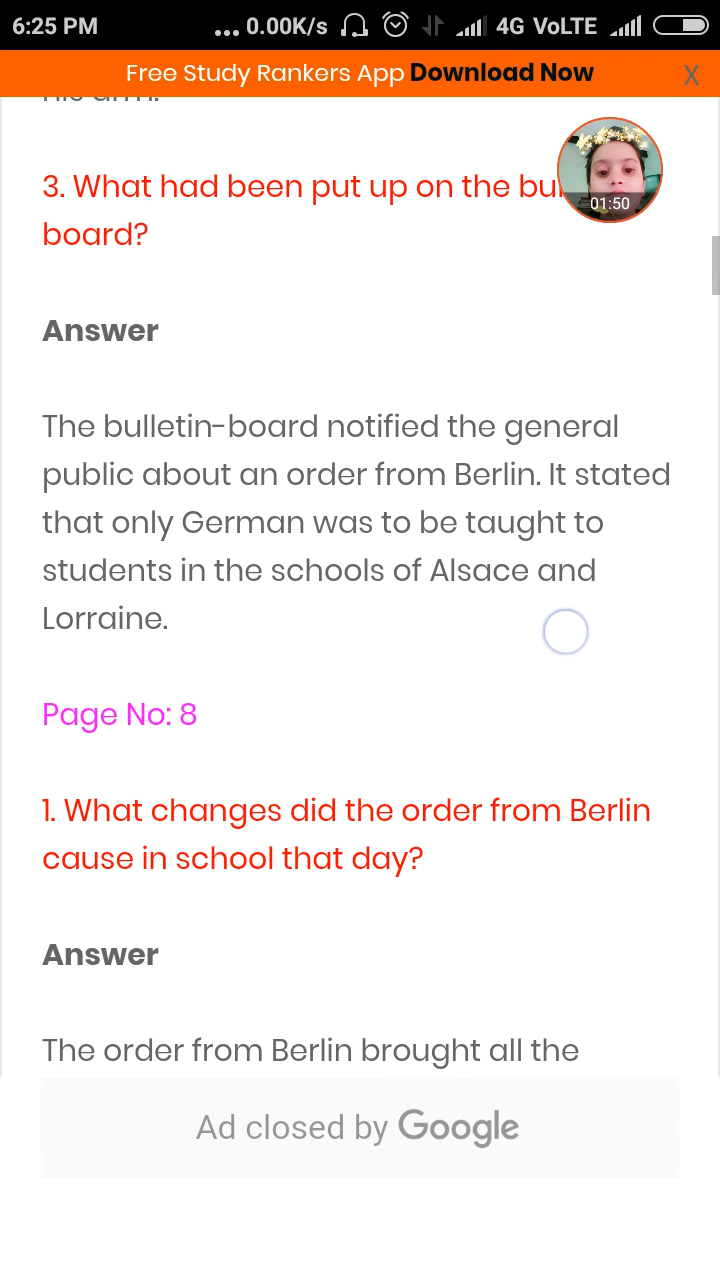 6:25 PM
... 0.00K/s
4G VoLTE
Free Study Rankers App Download Now
X
3. What had been put up on the
01:50
board?
Answer
The bulletin-board notified the general
public about an order from Berlin. It stated
that only German was to be taught to
students in the schools of Alsace and
Lorraine.
Page No: 8
1. What changes did the order from Berlin
cause in school that day?
Answer
The order from Berlin brought all the
Ad closed by Google